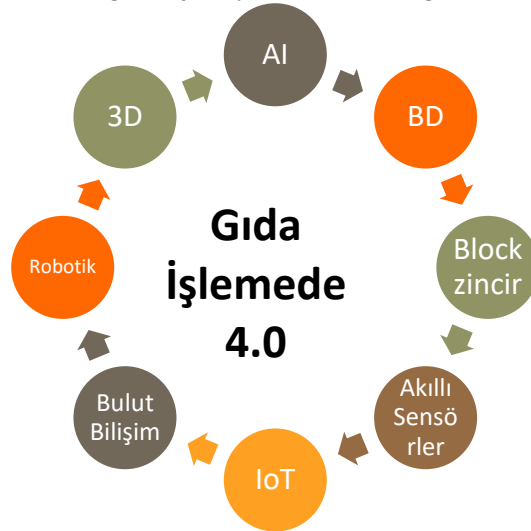 AI
BD
Block
zincir
Akıllı
Sensö
rler
IoT
Bulut
Bilişim
Robotik
3D
Gıda
İşlemede
4.0